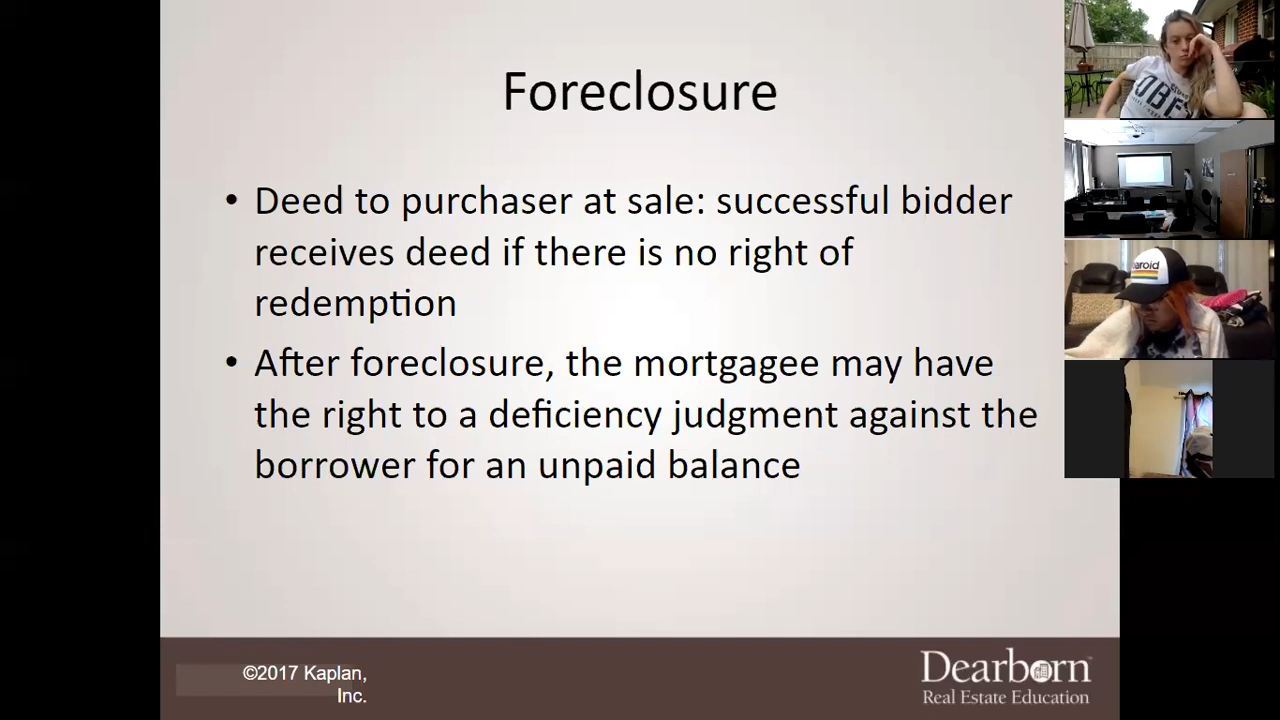 Foreclosure
• Deed to purchaser at sale: successful bidder
receives deed if there is no right of
redemption
• After foreclosure, the mortgagee may have
the right to a deficiency judgment against the
borrower for an unpaid balance
©2017 Kaplan,
Inc.
Dearborn
Real Estate Education